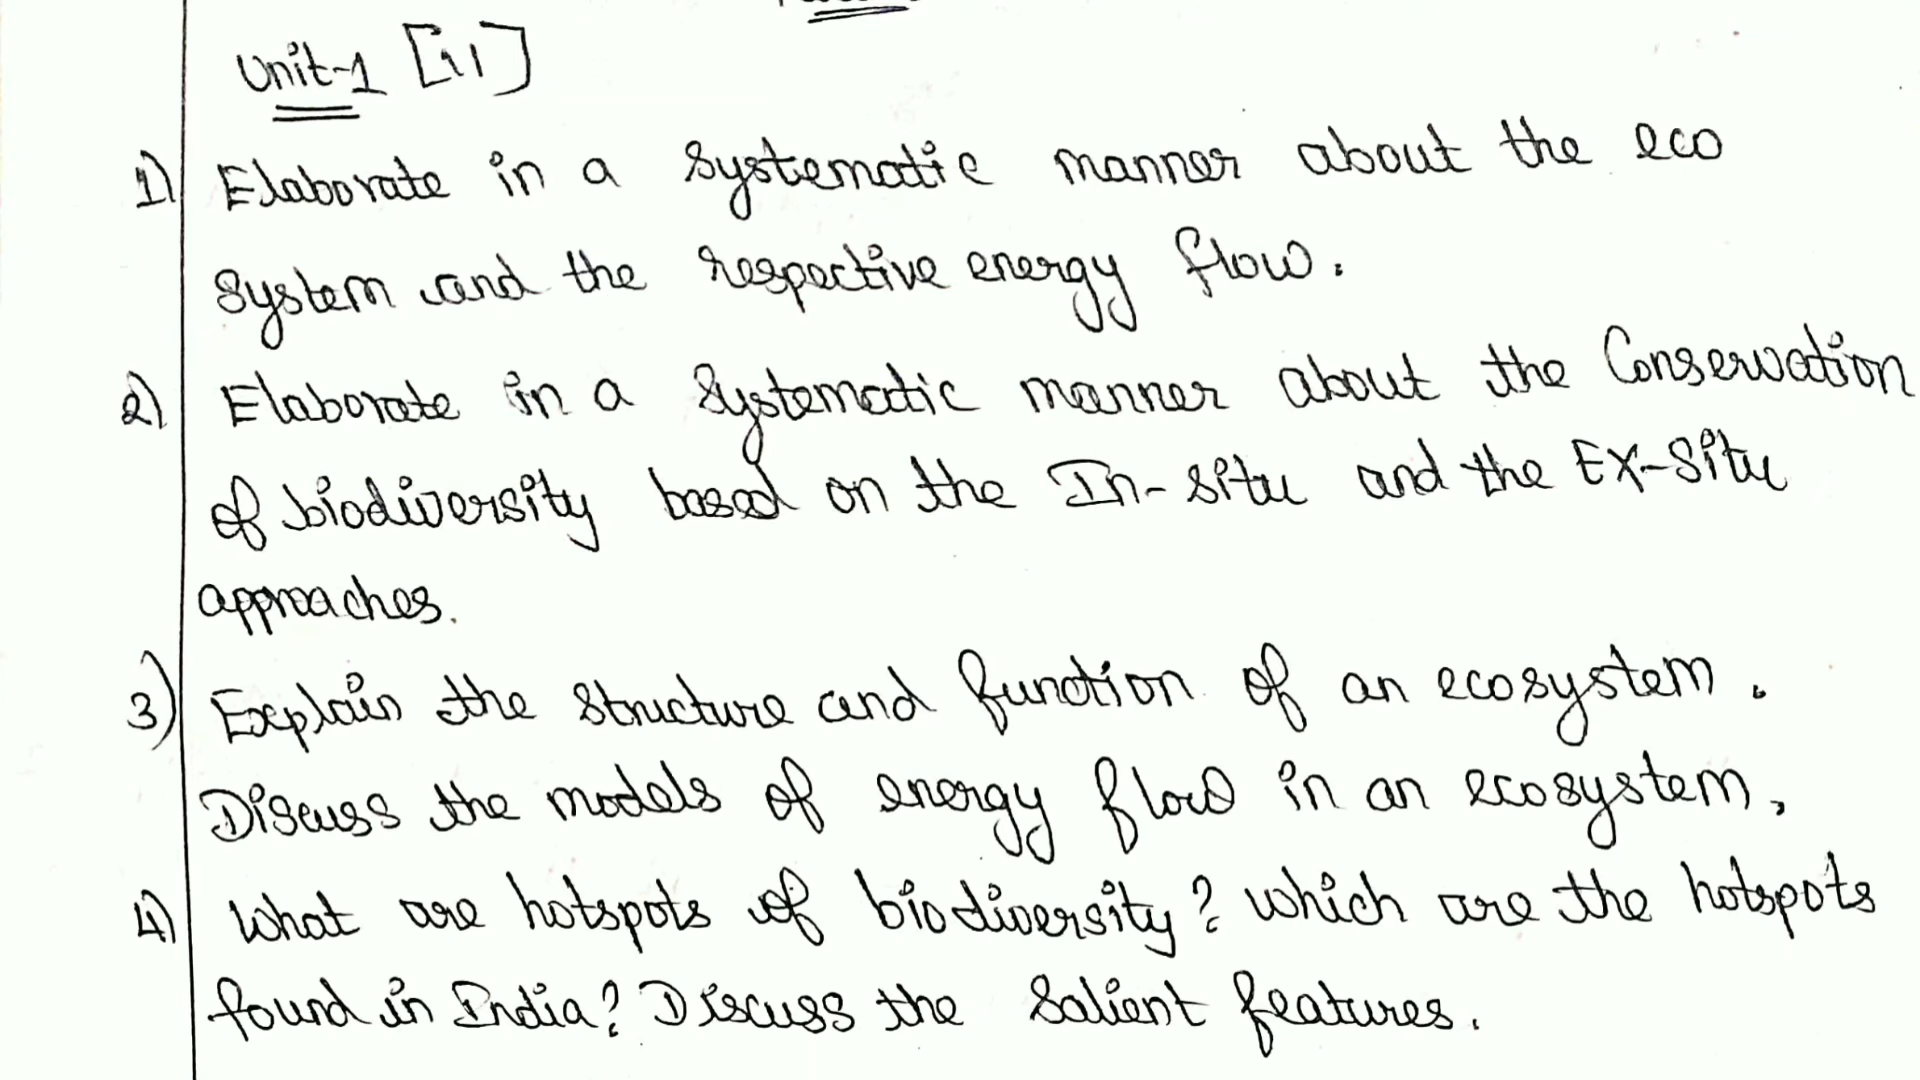 Unit-1 [ii]
1) Elaborate in a systematic manner about the eco
system and the respective energy flow.
2) Elaborate in a systematic manner about the Conservation
of biodiversity based on the In-situ and the EX-situ
approaches.
3) Explain the structure and function of an ecosystem.
Discuss the models of energy flow in an ecosystem,
4) What are hotspots of biodiversity? which are the hotspots
found in India? Discuss the Salient features.